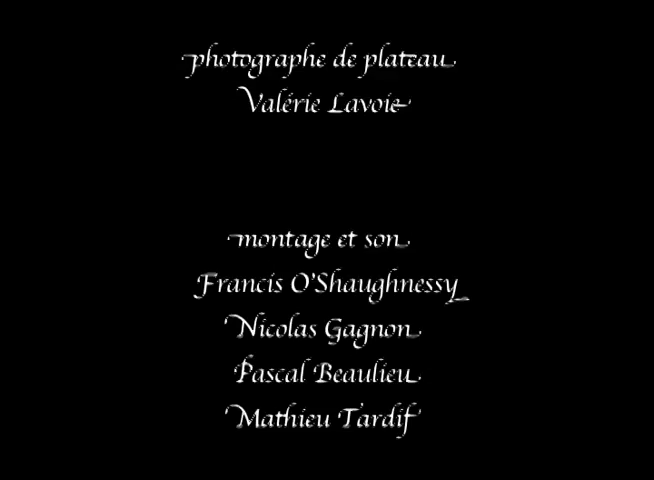 photographe de plateau
Valérie Lavoie
montage et son
Francis O'Shaughnessy
Nicolas Gagnon
Pascal Beaulieu
Mathieu Tardif